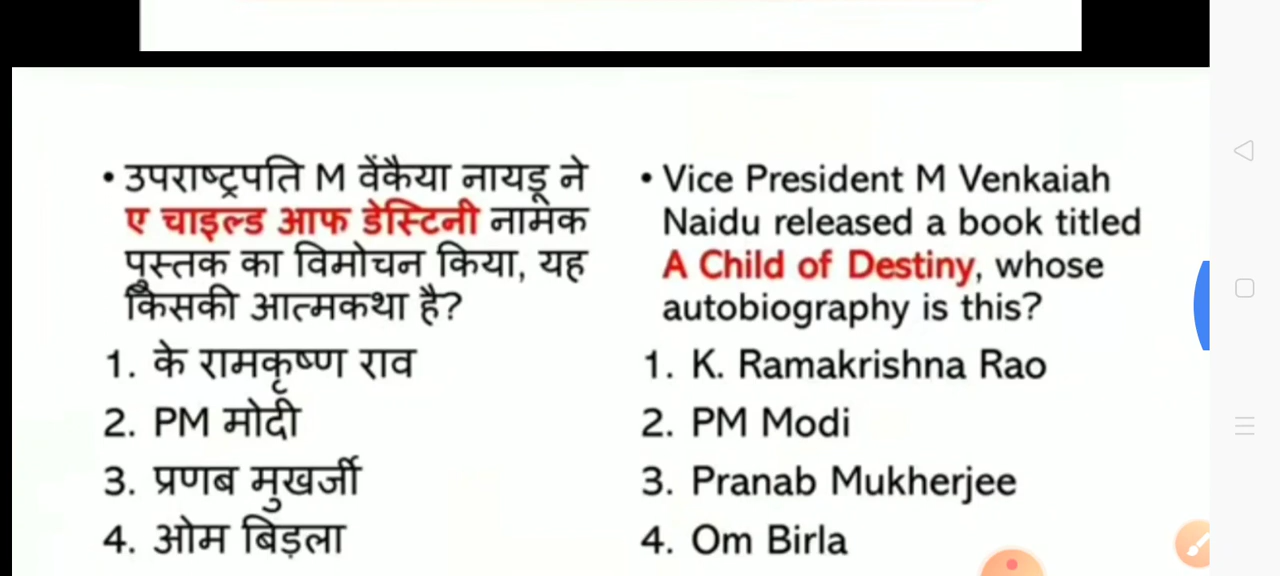 • उपराष्ट्रपति M वेंकैया नायडू ने
ए चाइल्ड आफ डेस्टिनी नामक
पुस्तक का विमोचन किया, यह
किसकी आत्मकथा है?
1. के रामकृष्ण राव
2. PM मोदी
3. प्रणब मुखर्जी
4. ओम बिड़ला
• Vice President M Venkaiah
Naidu released a book titled
A Child of Destiny, whose
autobiography is this?
1. K. Ramakrishna Rao
2. PM Modi
3. Pranab Mukherjee
4. Om Birla